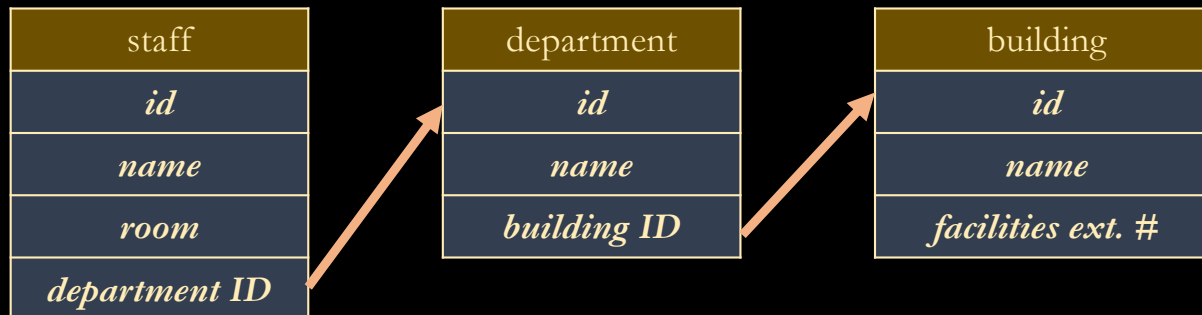 staff
id
name
room
department ID
department
id
name
building ID
building
id
name
facilities ext. #